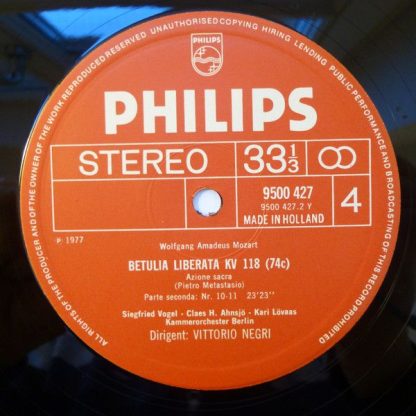 ALL RIGHTS OF THE PRODUCER AND OF THE OWNER OF THE WORK REPRODUCED RESERVED UNAUTHORISED COPYING HIRING LENDING PUBLIC PERFORMANCE AND BROADCASTING OF THIS RECORD PROHIBITED
PHILIPS
PHILIPS
STEREO 33 1/3
9500 427
9500 427.2 Y
MADE IN HOLLAND
4
P 1977
Wolfgang Amadeus Mozart
BETULIA LIBERATA KV 118 (74c)
Azione sacra
(Pietro Metastasio)
Parte seconda: Nr. 10-11 23'23"
Siegfried Vogel - Claes H. Ahnsjö - Kari Lövaas
Kammerorchester Berlin
Dirigent: VITTORIO NEGRI